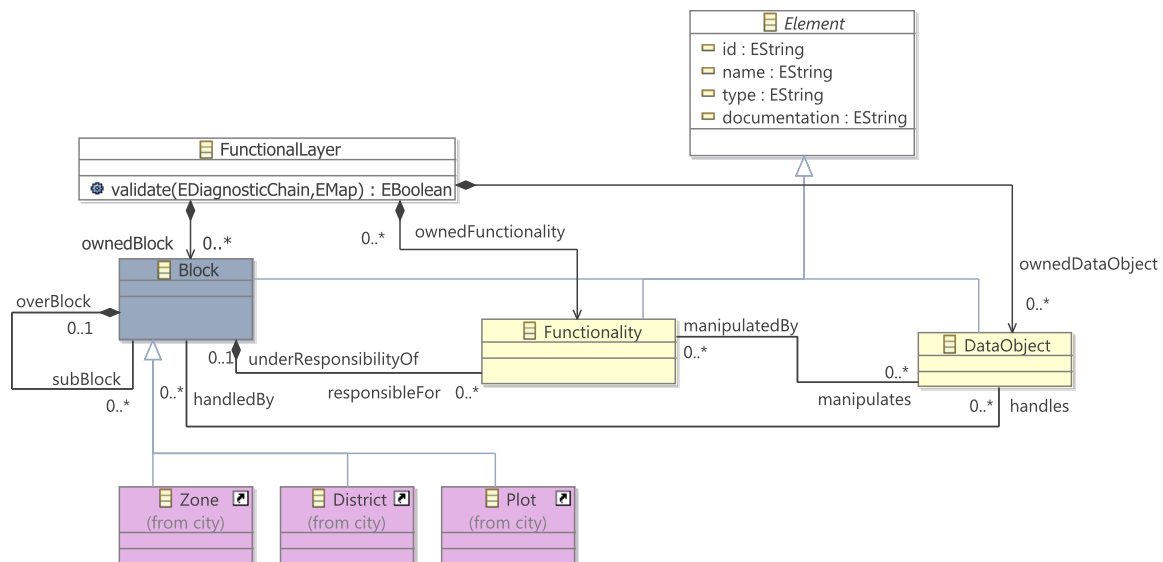 Element
id : EString
name : EString
type : EString
documentation : EString
FunctionalLayer
validate(EDiagnosticChain,EMap) : EBoolean
ownedBlock 0..*
0..* ownedFunctionality
ownedDataObject
0..*
Block
overBlock
0..1
subBlock
0..*
0..1 underResponsibilityOf
responsibleFor 0..*
Functionality
manipulatedBy
0..*
DataObject
0..*
manipulates
0..* handledBy
0..* handles
Zone
(from city)
District
(from city)
Plot
(from city)